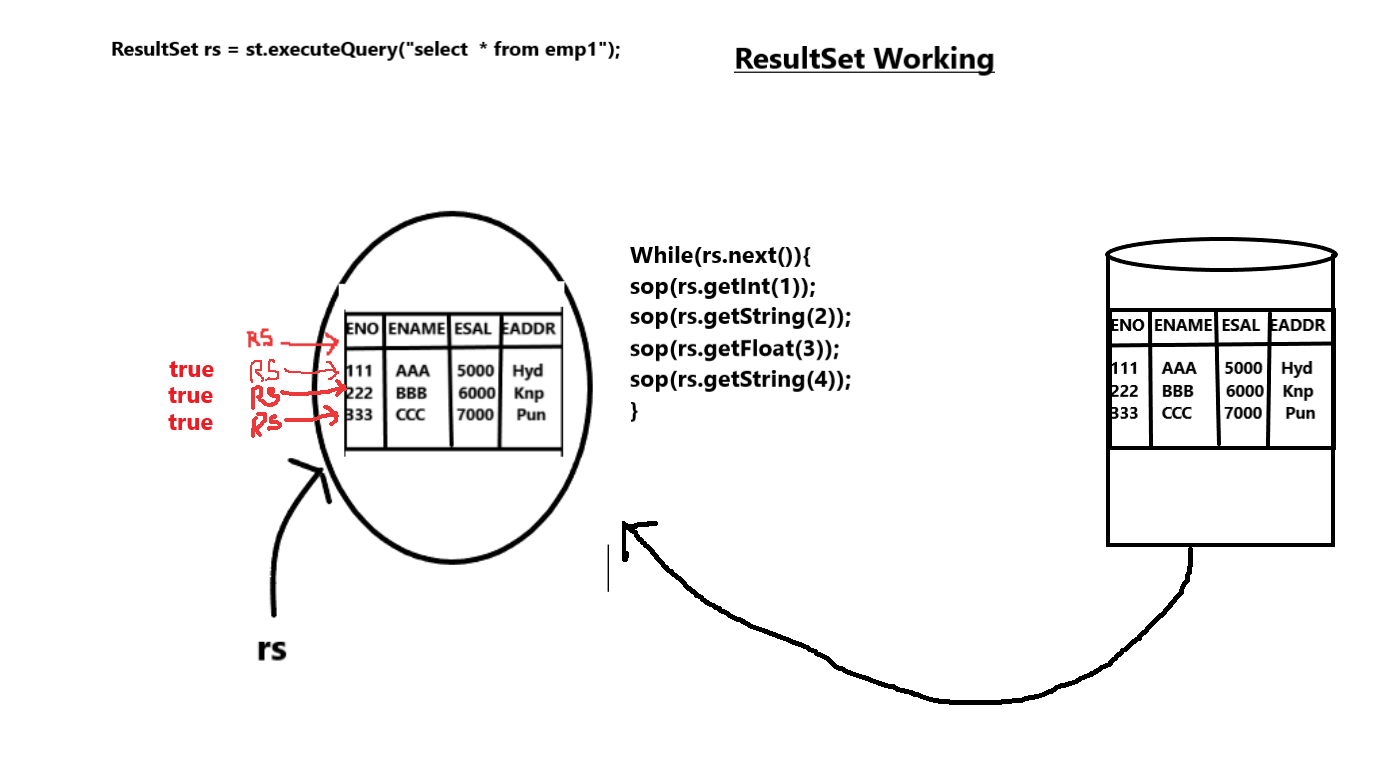 ResultSet rs = st.executeQuery("select * from emp1");
ResultSet Working
While(rs.next()){
sop(rs.getInt(1));
sop(rs.getString(2));
sop(rs.getFloat(3));
sop(rs.getString(4));
}
RS
ENO ENAME ESAL EADDR
true RS 111 AAA 5000 Hyd
true RS 222 BBB 6000 Knp
true RS 333 CCC 7000 Pun
rs
ENO ENAME ESAL EADDR
111 AAA 5000 Hyd
222 BBB 6000 Knp
333 CCC 7000 Pun